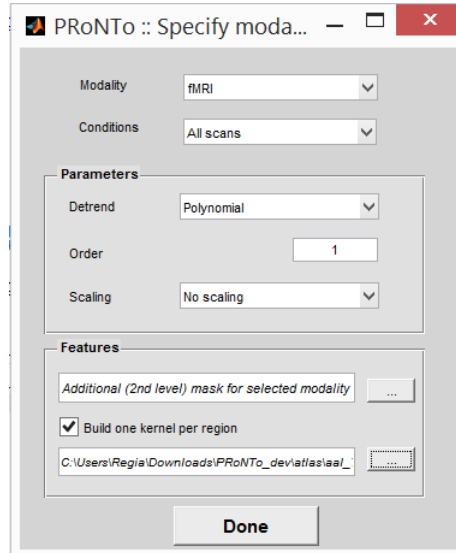 PRoNTo :: Specify moda...
Modality
fMRI
Conditions
All scans
Parameters
Detrend
Polynomial
Order
1
Scaling
No scaling
Features
Additional (2nd level) mask for selected modality
...
Build one kernel per region
C:\Users\Regia\Downloads\PRoNTo_dev\atlas\aal_
...
Done